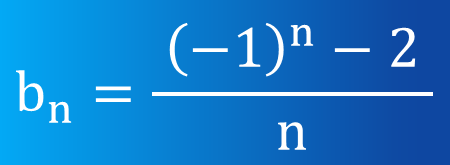 bₙ = ((−1)ⁿ − 2) / n